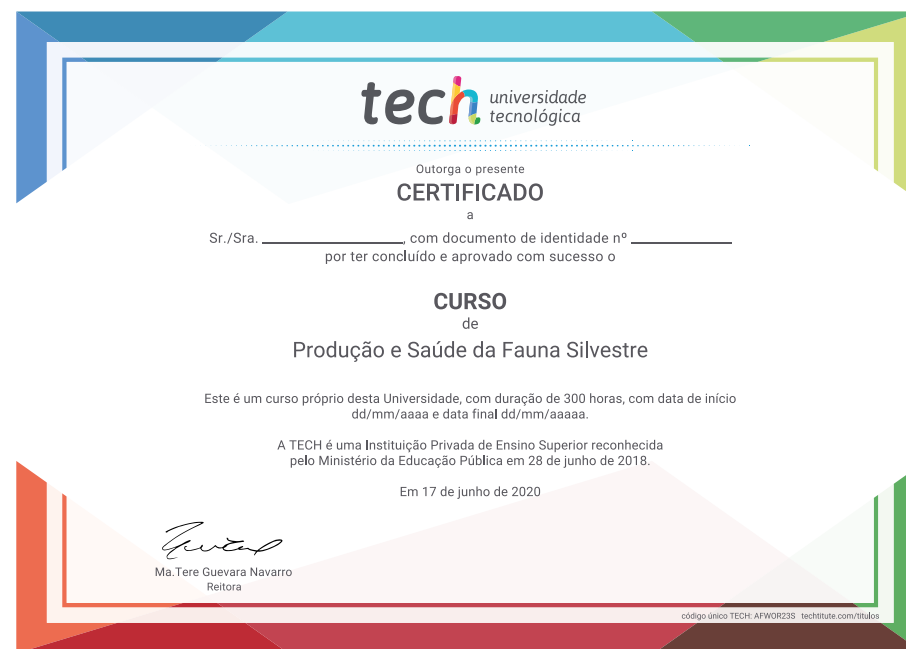 tech universidade
tecnológica
Outorga o presente
CERTIFICADO
a
Sr./Sra. ________________, com documento de identidade nº ____________
por ter concluído e aprovado com sucesso o
CURSO
de
Produção e Saúde da Fauna Silvestre
Este é um curso próprio desta Universidade, com duração de 300 horas, com data de início
dd/mm/aaaa e data final dd/mm/aaaaa.
A TECH é uma Instituição Privada de Ensino Superior reconhecida
pelo Ministério da Educação Pública em 28 de junho de 2018.
Em 17 de junho de 2020
Ma.Tere Guevara Navarro
Reitora
código único TECH: AFWOR23S techtitute.com/títulos